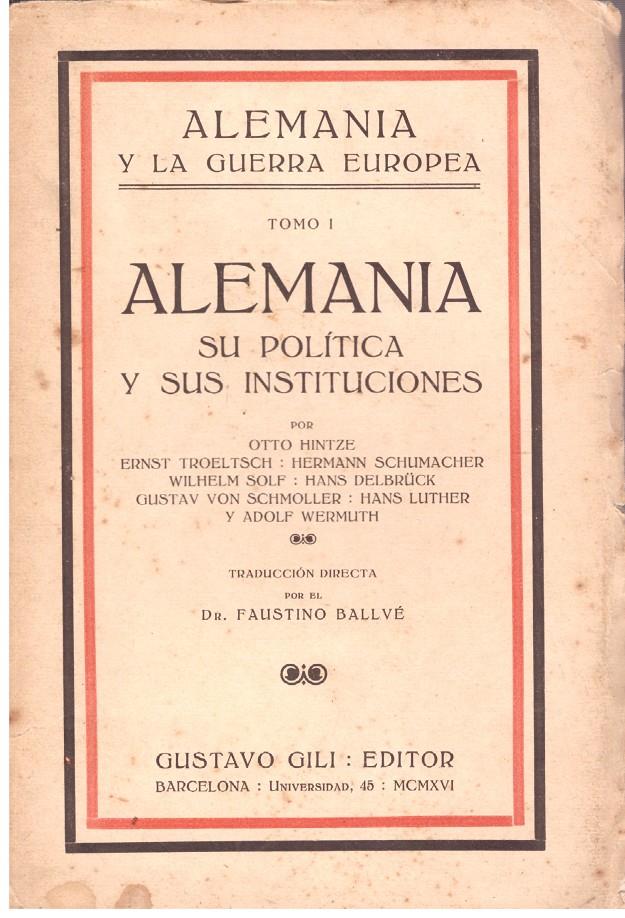 ALEMANIA
Y LA GUERRA EUROPEA
TOMO I
ALEMANIA
SU POLÍTICA
Y SUS INSTITUCIONES
POR
OTTO HINTZE
ERNST TROELTSCH : HERMANN SCHUMACHER
WILHELM SOLF : HANS DELBRÜCK
GUSTAV VON SCHMOLLER : HANS LUTHER
Y ADOLF WERMUTH
TRADUCCIÓN DIRECTA
POR EL
DR. FAUSTINO BALLVÉ
GUSTAVO GILI : EDITOR
BARCELONA : UNIVERSIDAD, 45 : MCMXVI